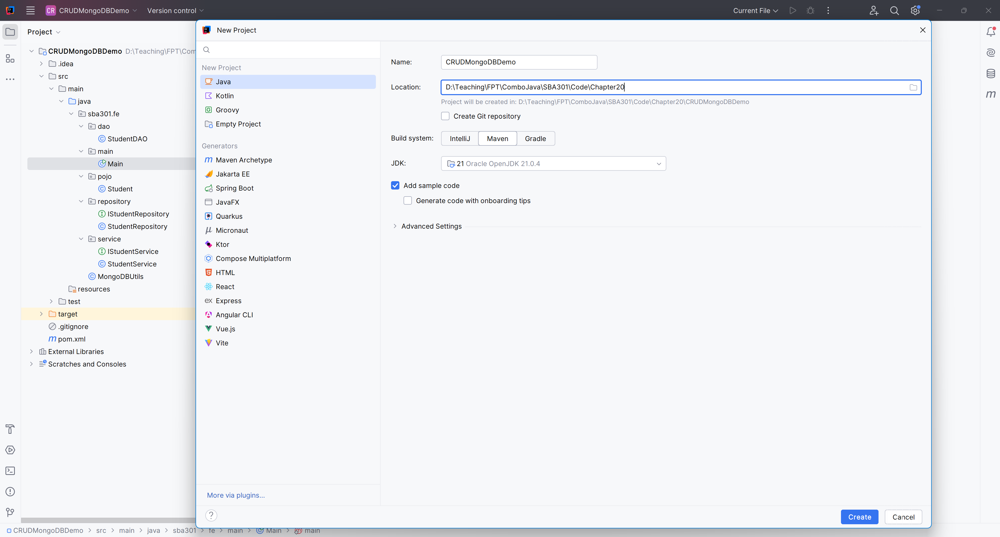 CR CRUDMongoDBDemo Version control Current File
Project
CRUDMongoDBDemo D:\Teaching\FPT\Com
.idea
src
main
java
sba301.fe
dao
StudentDAO
main
Main
pojo
Student
repository
IStudentRepository
StudentRepository
service
IStudentService
StudentService
MongoDBUtils
resources
test
target
.gitignore
pom.xml
External Libraries
Scratches and Consoles
New Project
New Project
Java
Kotlin
Groovy
Empty Project
Generators
Maven Archetype
Jakarta EE
Spring Boot
JavaFX
Quarkus
Micronaut
Ktor
Compose Multiplatform
HTML
React
Express
Angular CLI
Vue.js
Vite
More via plugins...
Name: CRUDMongoDBDemo
Location: D:\Teaching\FPT\ComboJava\SBA301\Code\Chapter20
Project will be created in: D:\Teaching\FPT\ComboJava\SBA301\Code\Chapter20\CRUDMongoDBDemo
Create Git repository
Build system: IntelliJ Maven Gradle
JDK: 21 Oracle OpenJDK 21.0.4
Add sample code
Generate code with onboarding tips
Advanced Settings
? Create Cancel
CRUDMongoDBDemo > src > main > java > sba301 > fe > main > Main > main